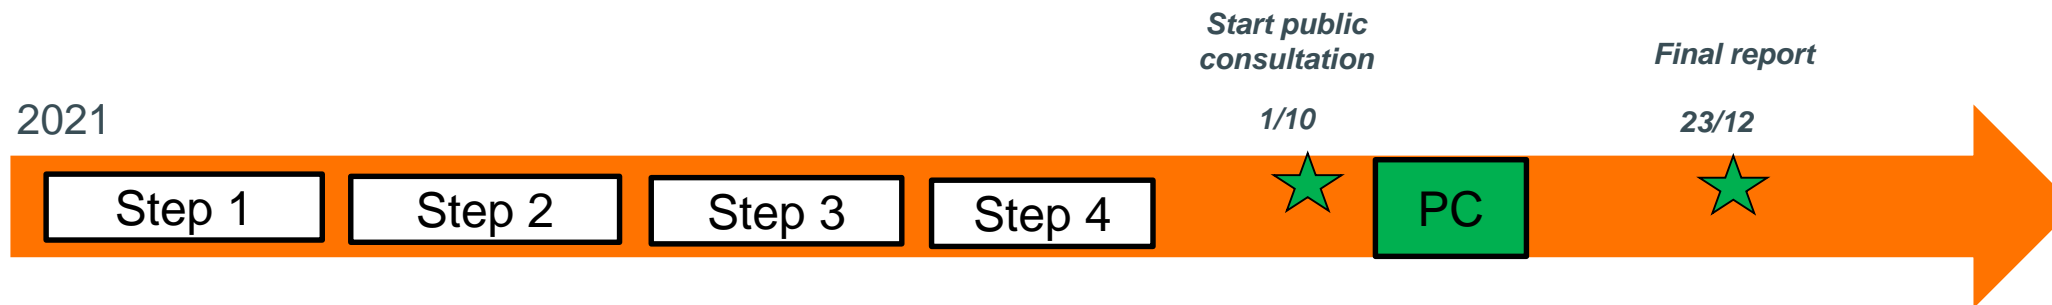 Start public
consultation
Final report
2021
1/10
23/12
Step 1
Step 2
Step 3
Step 4
PC